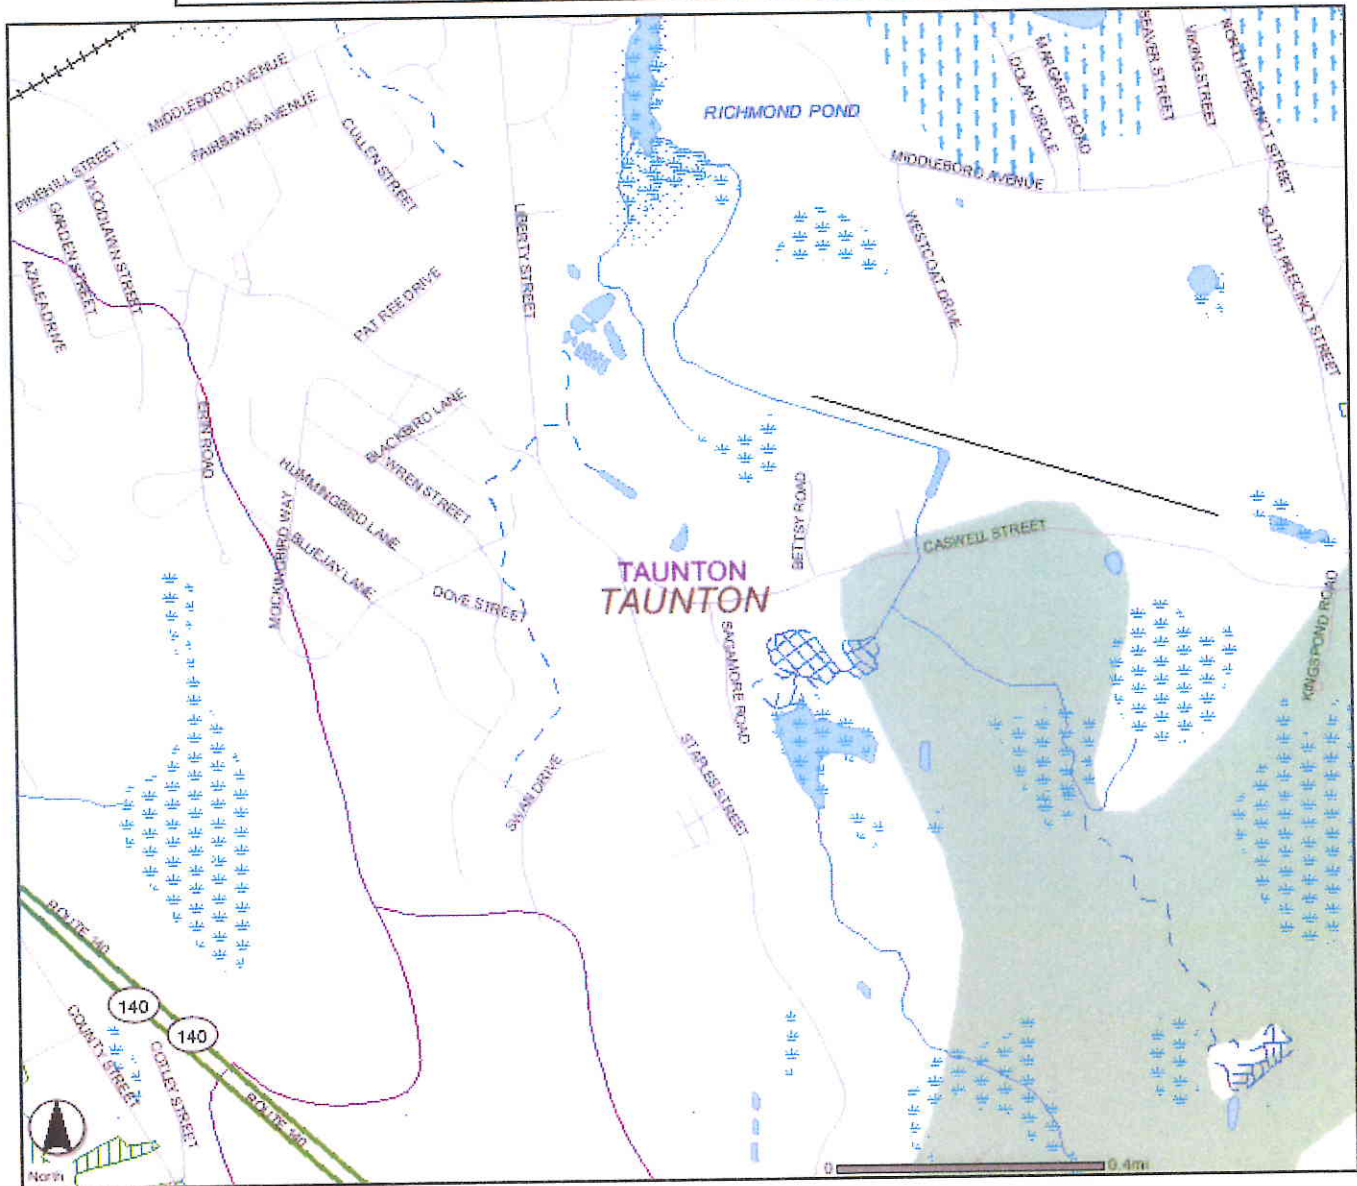 MIDDLEBORO AVENUE
FAIRBANKS AVENUE
CULLEN STREET
PINEHILL STREET
WOODLAWN STREET
GARDEN STREET
AZALEA DRIVE
PAT REE DRIVE
LIBERTY STREET
RICHMOND POND
DOLAN CIRCLE
MARGARET ROAD
BEAVER STREET
VIKING STREET
NORTH PRECINCT STREET
MIDDLEBORO AVENUE
WESTCOAT DRIVE
SOUTH PRECINCT STREET
ERIN ROAD
BLACKBIRD LANE
WREN STREET
HUMMINGBIRD LANE
BLUEJAY LANE
MOCKINGBIRD WAY
DOVE STREET
BETTSY ROAD
CASWELL STREET
TAUNTON
TAUNTON
SAGAMORE ROAD
KINGSPOND ROAD
STAPLES STREET
SWAN DRIVE
ROUTE 140
140
140
COUNTY STREET
COTLEY STREET
ROUTE 140
North
0 0.4mi